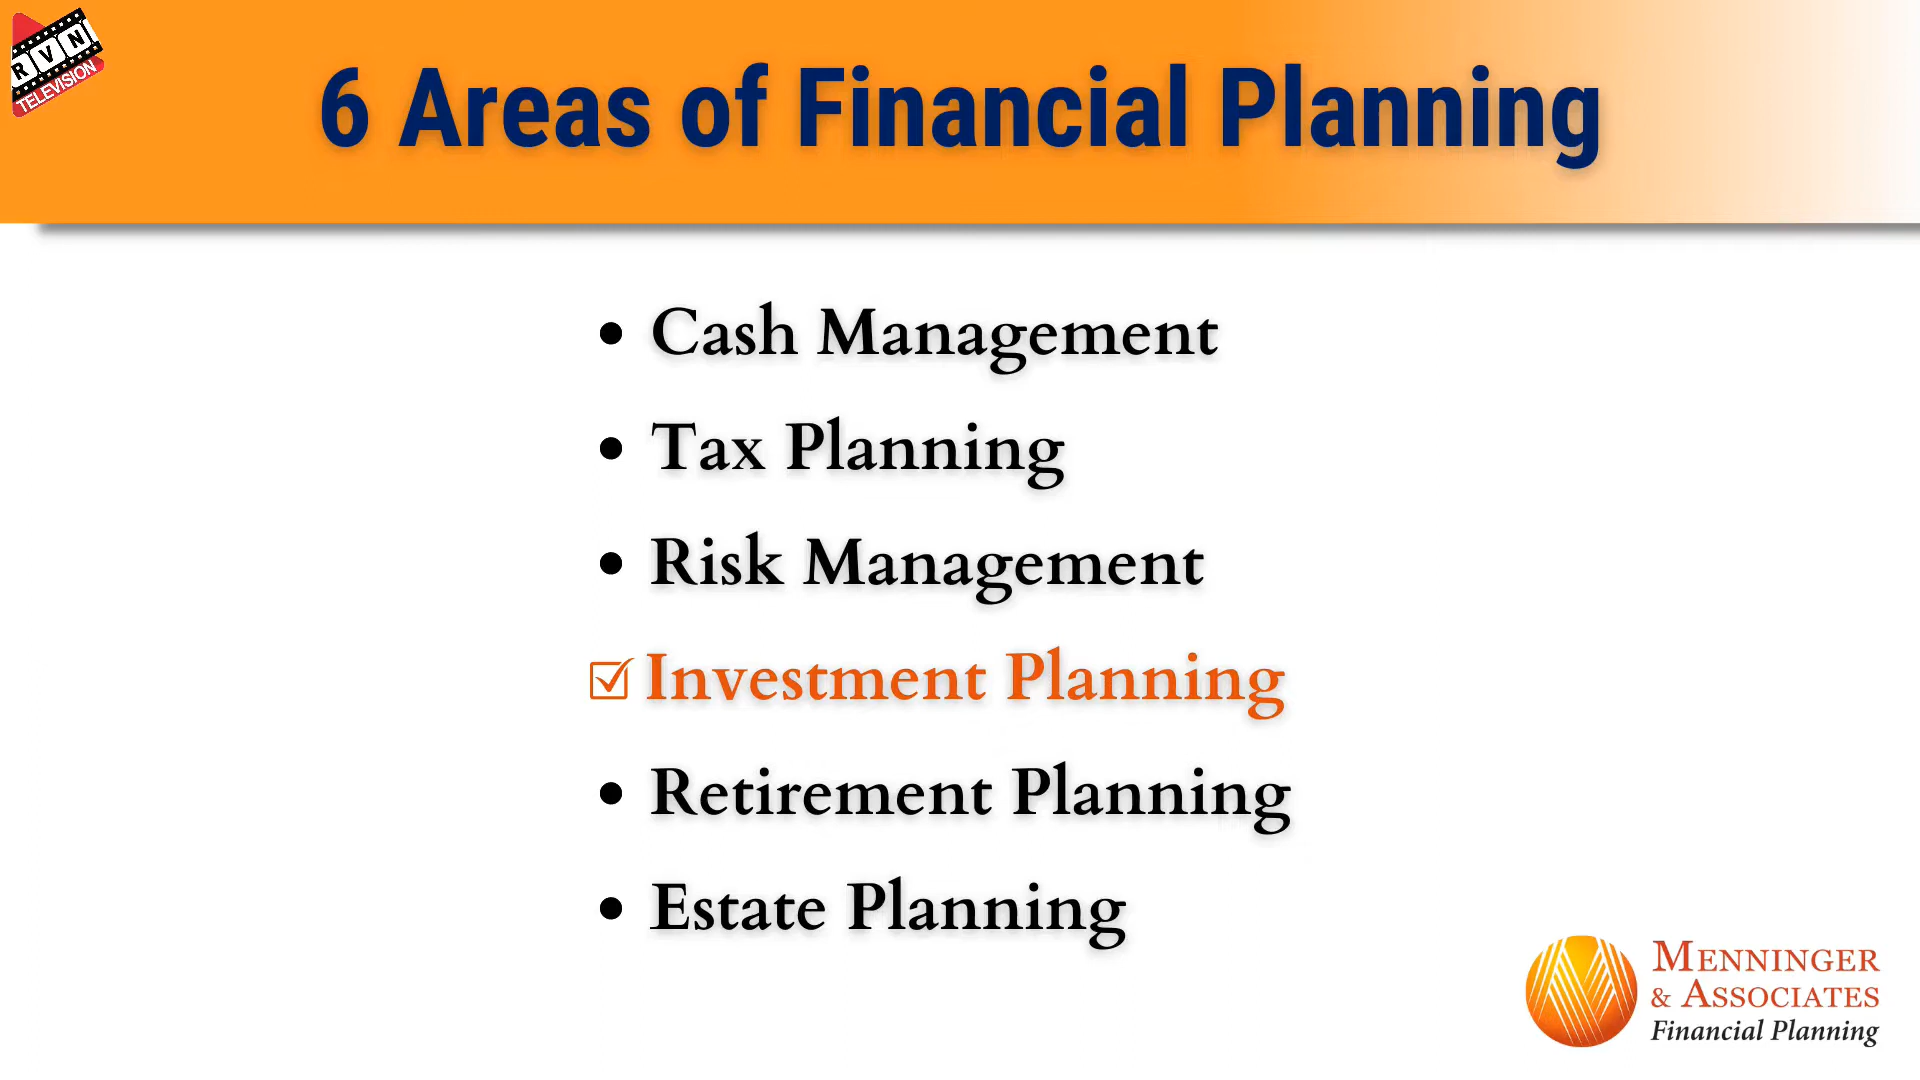 RVN
TELEVISION
6 Areas of Financial Planning
Cash Management
Tax Planning
Risk Management
Investment Planning
Retirement Planning
Estate Planning
MENNINGER
& ASSOCIATES
Financial Planning